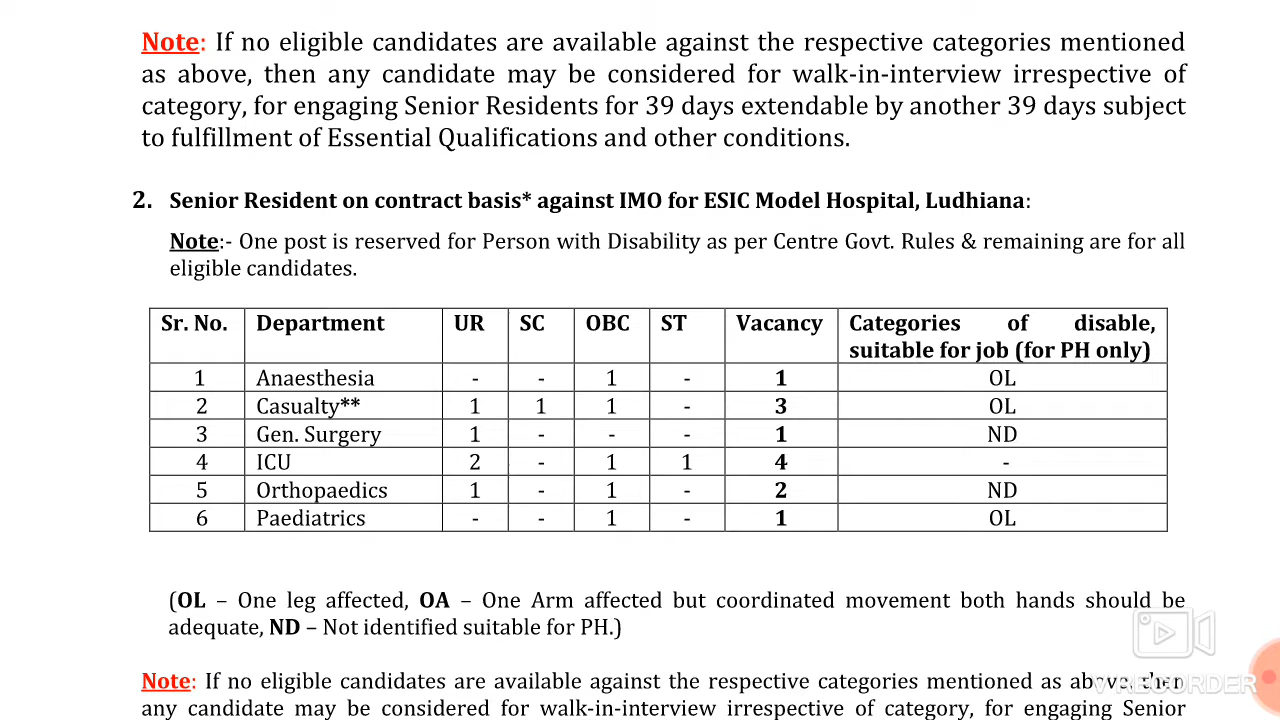 Note: If no eligible candidates are available against the respective categories mentioned
as above, then any candidate may be considered for walk-in-interview irrespective of
category, for engaging Senior Residents for 39 days extendable by another 39 days subject
to fulfillment of Essential Qualifications and other conditions.
2. Senior Resident on contract basis* against IMO for ESIC Model Hospital, Ludhiana:
Note:- One post is reserved for Person with Disability as per Centre Govt. Rules & remaining are for all
eligible candidates.
Sr. No. Department UR SC OBC ST Vacancy Categories of disable,
suitable for job (for PH only)
1 Anaesthesia - - 1 - 1 OL
2 Casualty** 1 1 1 - 3 OL
3 Gen. Surgery 1 - - - 1 ND
4 ICU 2 - 1 1 4 -
5 Orthopaedics 1 - 1 - 2 ND
6 Paediatrics - - 1 - 1 OL
(OL – One leg affected, OA – One Arm affected but coordinated movement both hands should be
adequate, ND – Not identified suitable for PH.)
Note: If no eligible candidates are available against the respective categories mentioned as above, then
V RECORDER
any candidate may be considered for walk-in-interview irrespective of category, for engaging Senior